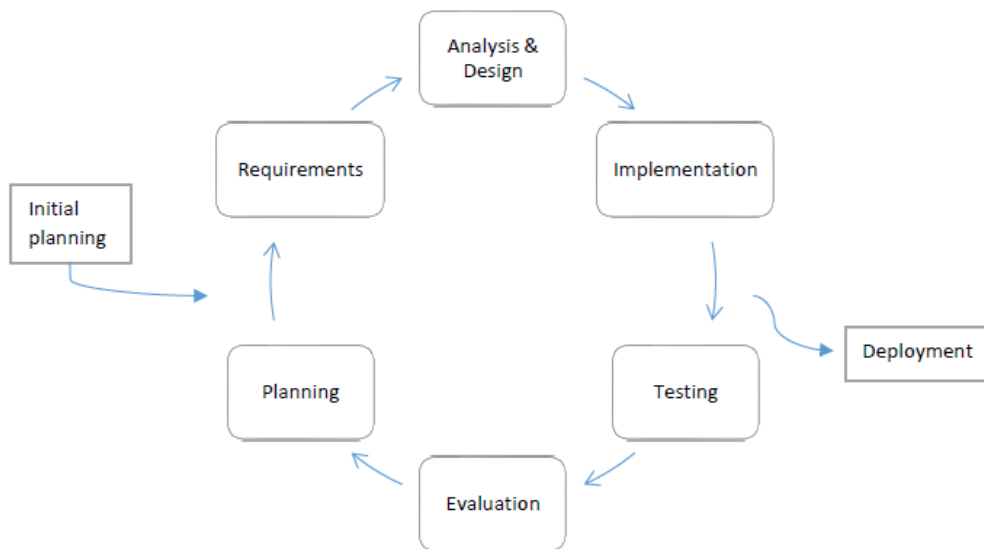 Analysis &
Design
Requirements
Implementation
Initial
planning
Deployment
Planning
Testing
Evaluation